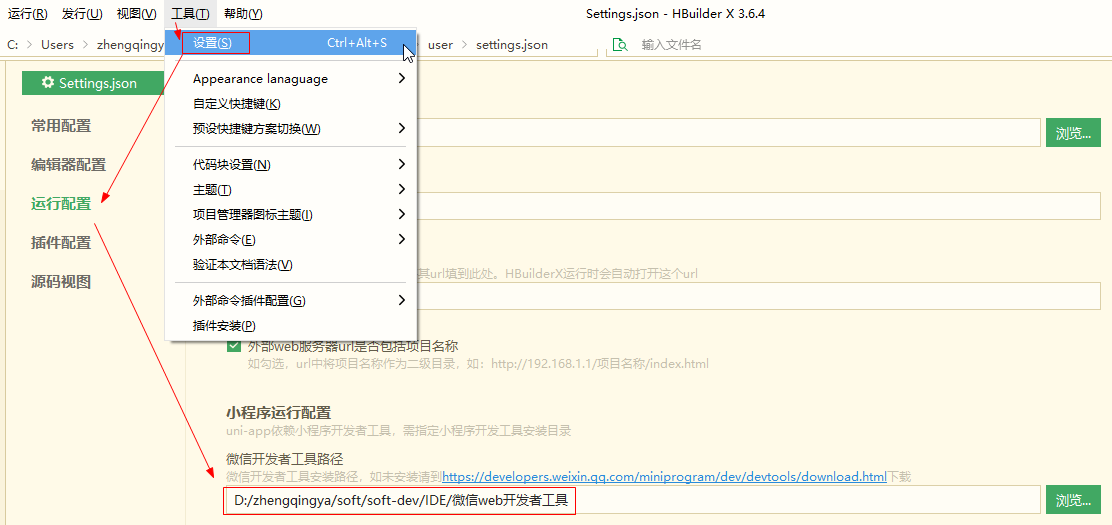 运行(R) 发行(U) 视图(V) 工具(T) 帮助(Y) Settings.json - HBuilder X 3.6.4
C: > Users > zhengqingy
user > settings.json 输入文件名
设置(S) Ctrl+Alt+S
Appearance lanaguage
自定义快捷键(K)
预设快捷键方案切换(W)
代码块设置(N)
主题(T)
项目管理器图标主题(I)
外部命令(E)
验证本文档语法(V)
外部命令插件配置(G)
插件安装(P)
Settings.json
常用配置
编辑器配置
运行配置
插件配置
源码视图
浏览...
其url填到此处。HBuilderX运行时会自动打开这个url
外部web服务器url是否包括项目名称
如勾选，url中将项目名称作为二级目录，如：http://192.168.1.1/项目名称/index.html
小程序运行配置
uni-app依赖小程序开发者工具，需指定小程序开发工具安装目录
微信开发者工具路径
微信开发者工具安装路径，如未安装请到https://developers.weixin.qq.com/miniprogram/dev/devtools/download.html下载
D:/zhengqingya/soft/soft-dev/IDE/微信web开发者工具 浏览...